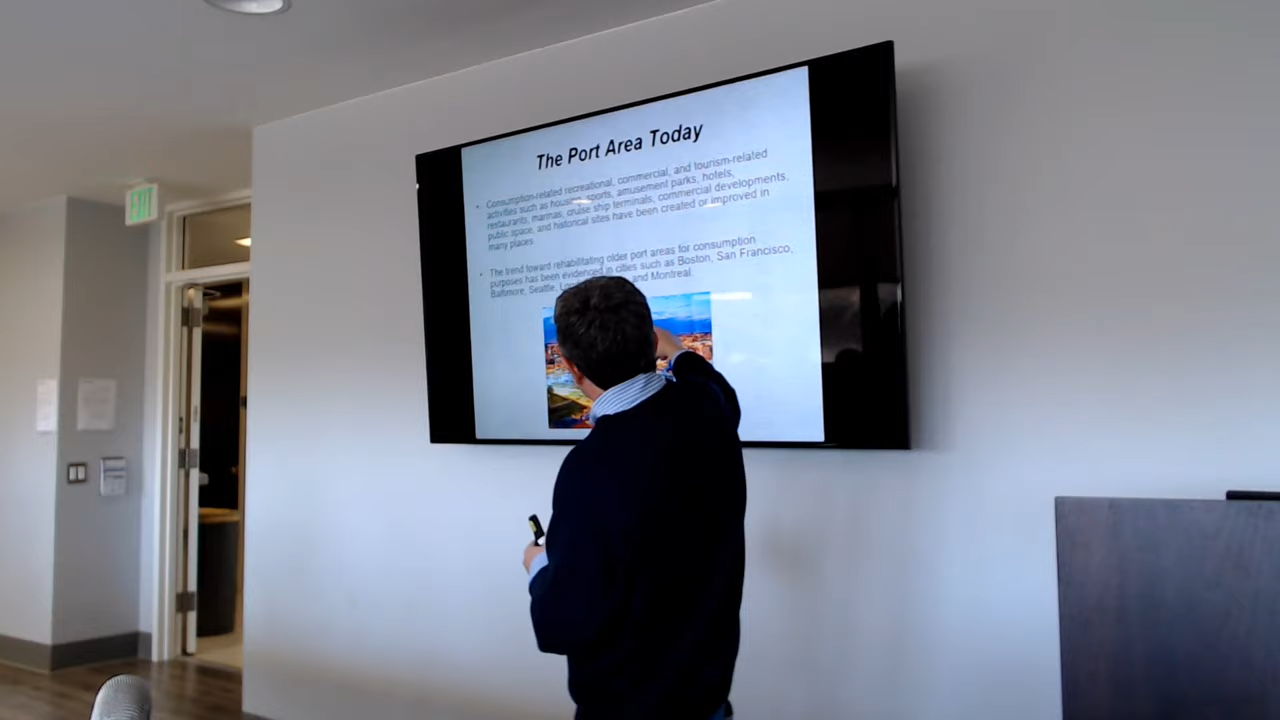 EXIT
The Port Area Today
• Consumption-related recreational, commercial, and tourism-related
activities such as housing, sports, amusement parks, hotels,
restaurants, marinas, cruise ship terminals, commercial developments,
public space, and historical sites have been created or improved in
many places.
• The trend toward rehabilitating older port areas for consumption
purposes has been evidenced in cities such as Boston, San Francisco,
Baltimore, Seattle, and Montreal.